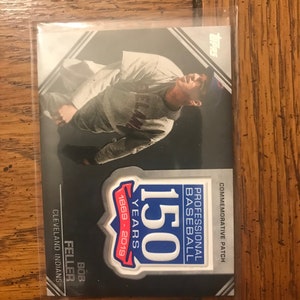 Topps
COMMEMORATIVE PATCH
PROFESSIONAL
BASEBALL
150
YEARS
1869 - 2019
BOB
FELLER
CLEVELAND INDIANS